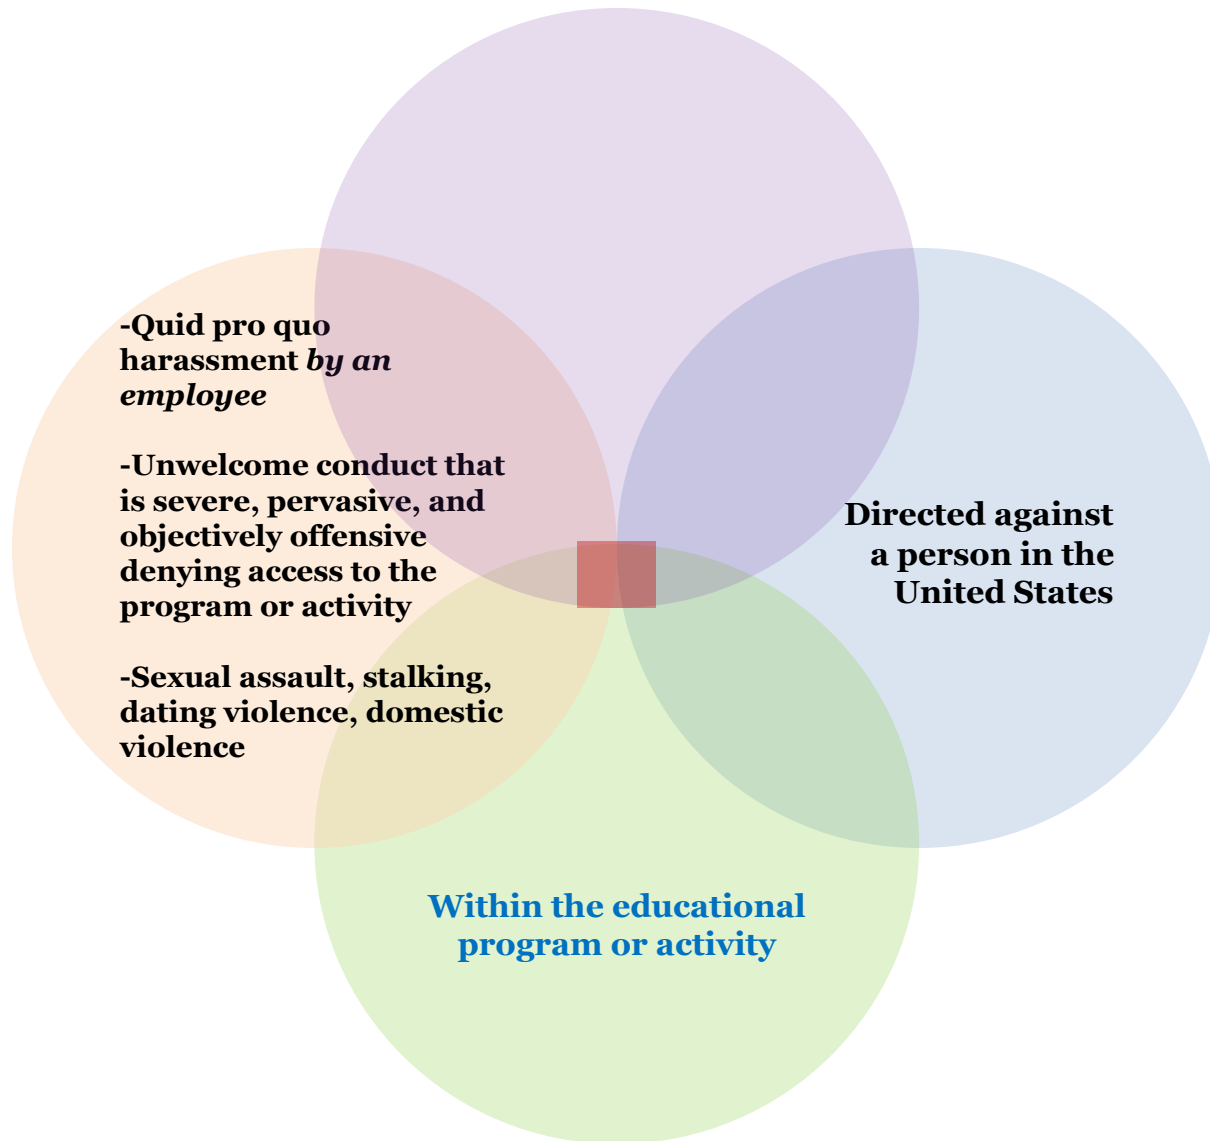 -Quid pro quo
harassment by an
employee
-Unwelcome conduct that
is severe, pervasive, and
objectively offensive
denying access to the
program or activity
-Sexual assault, stalking,
dating violence, domestic
violence
Directed against
a person in the
United States
Within the educational
program or activity